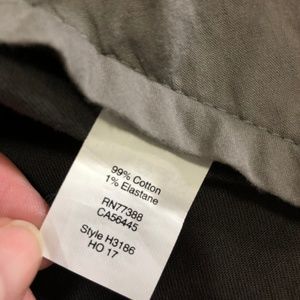 99% Cotton
1% Elastane
RN77388
CA56445
Style H3186
HO 17